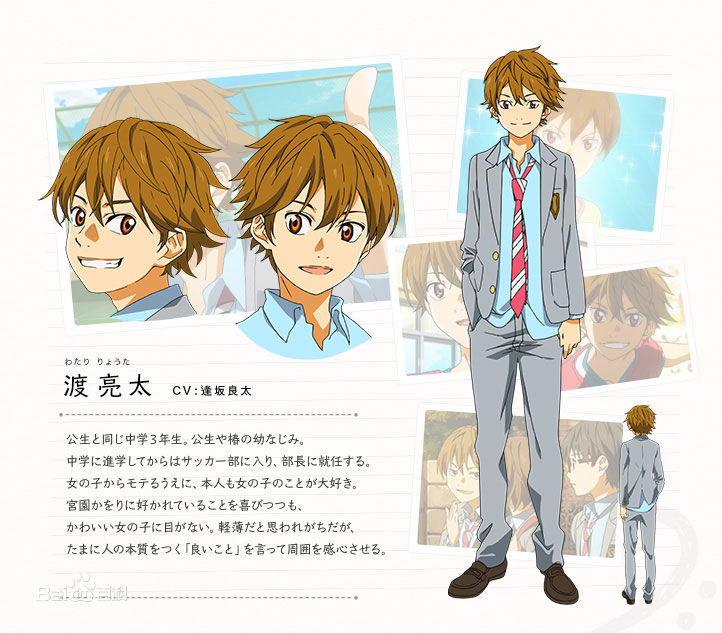 わたり りょうた
渡 亮太 CV:逢坂良太
公生と同じ中学3年生。公生や椿の幼なじみ。
中学に進学してからはサッカー部に入り、部長に就任する。
女の子からモテるうえに、本人も女の子のことが大好き。
宮園かをりに好かれていることを喜びつつも、
かわいい女の子に目がない。軽薄だと思われがちだが、
たまに人の本質をつく「良いこと」を言って周囲を感心させる。
Baidu百科